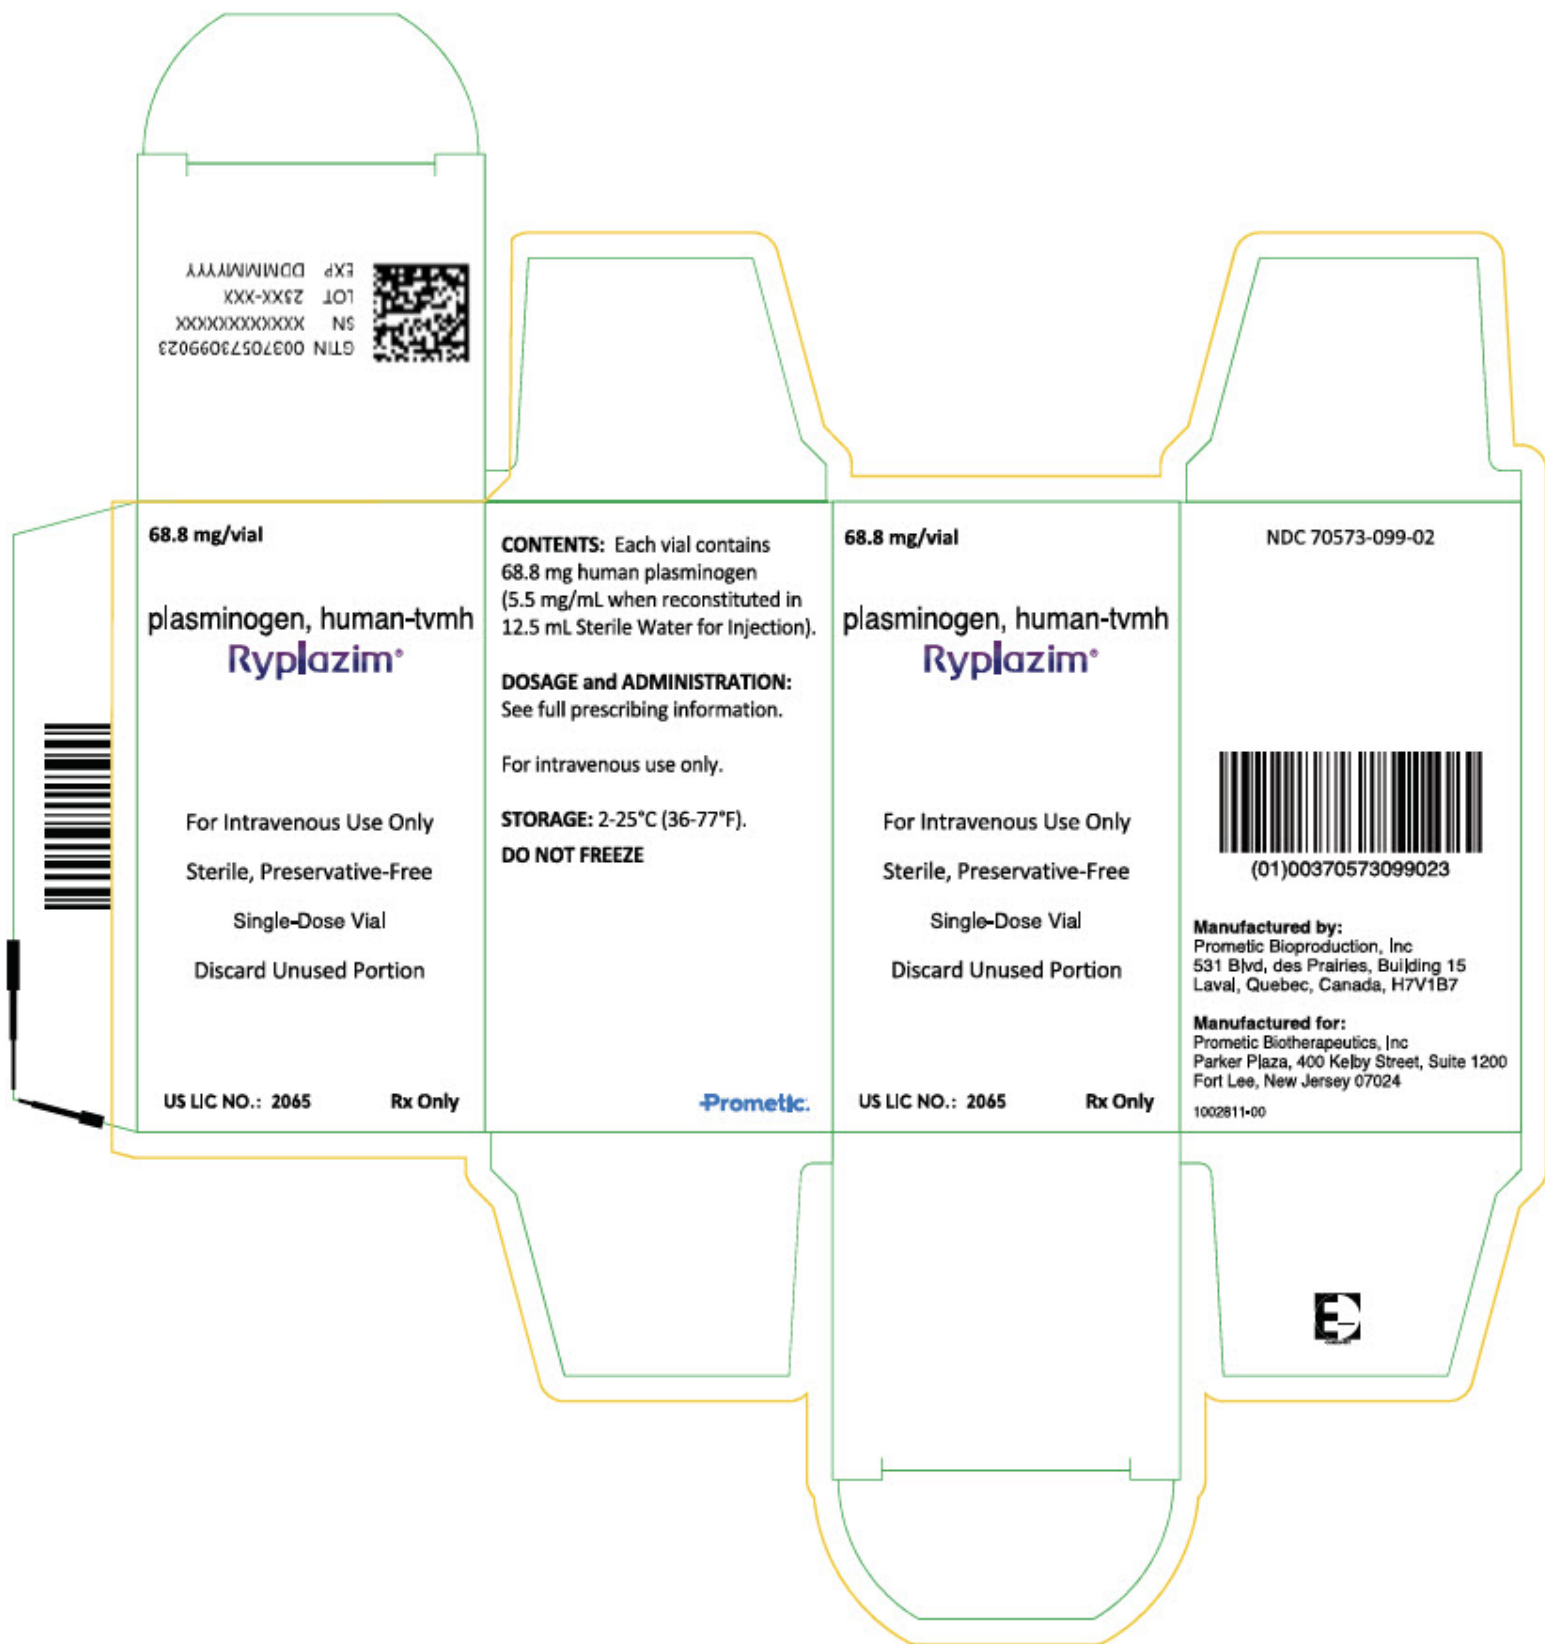 GTIN 00370573099023
SN XXXXXXXXXXXX
LOT 23XX-XXX
EXP DDMMMYYYY
68.8 mg/vial
plasminogen, human-tvmh
Ryplazim®
For Intravenous Use Only
Sterile, Preservative-Free
Single-Dose Vial
Discard Unused Portion
US LIC NO.: 2065 Rx Only
CONTENTS: Each vial contains
68.8 mg human plasminogen
(5.5 mg/mL when reconstituted in
12.5 mL Sterile Water for Injection).
DOSAGE and ADMINISTRATION:
See full prescribing information.
For intravenous use only.
STORAGE: 2-25°C (36-77°F).
DO NOT FREEZE
Prometic
68.8 mg/vial
plasminogen, human-tvmh
Ryplazim®
For Intravenous Use Only
Sterile, Preservative-Free
Single-Dose Vial
Discard Unused Portion
US LIC NO.: 2065 Rx Only
NDC 70573-099-02
(01)00370573099023
Manufactured by:
Prometic Bioproduction, Inc
531 Blvd, des Prairies, Building 15
Laval, Quebec, Canada, H7V1B7
Manufactured for:
Prometic Biotherapeutics, Inc
Parker Plaza, 400 Kelby Street, Suite 1200
Fort Lee, New Jersey 07024
1002811-00